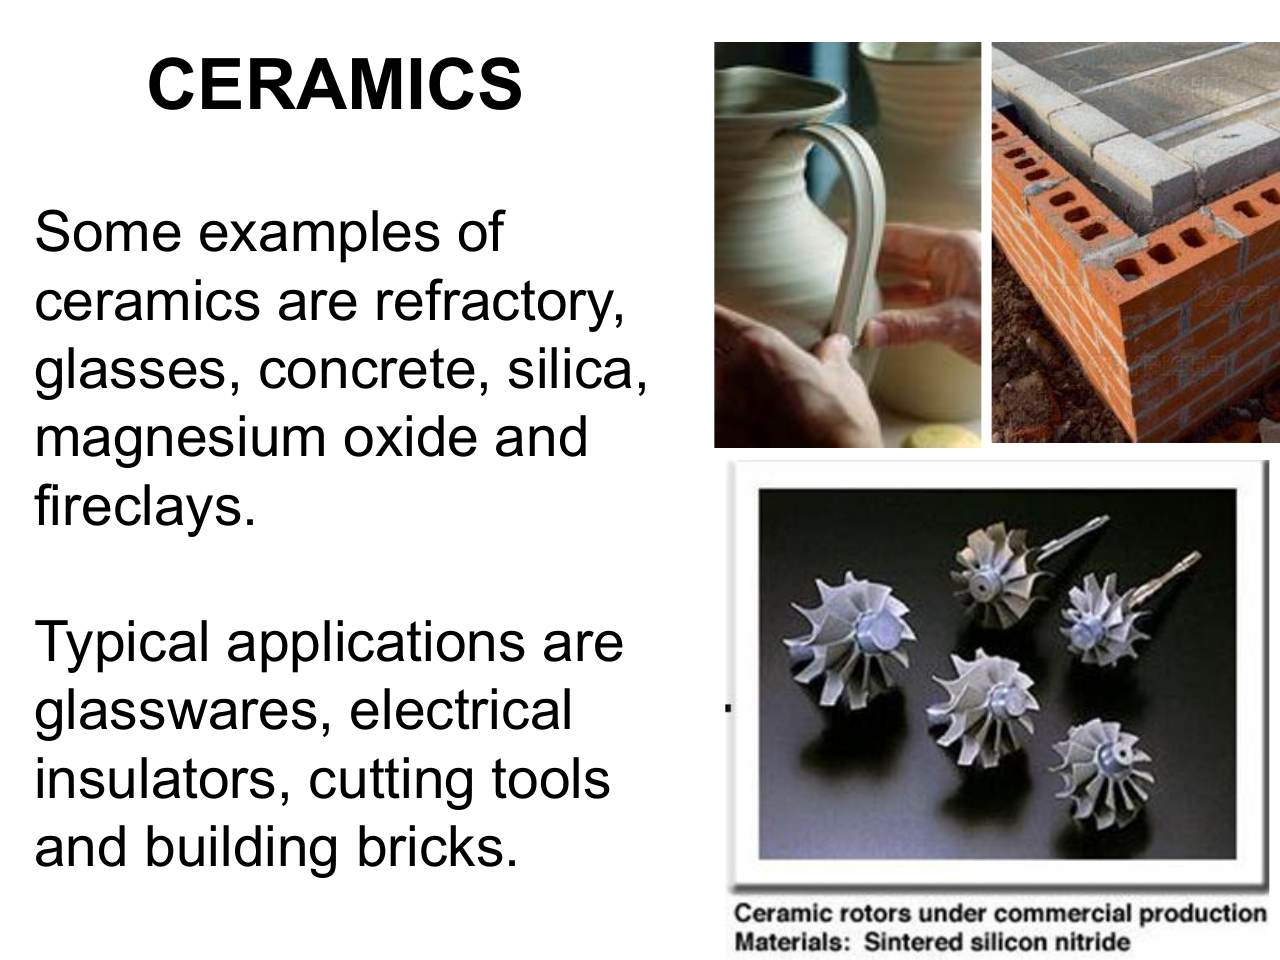 CERAMICS
Some examples of
ceramics are refractory,
glasses, concrete, silica,
magnesium oxide and
fireclays.
Typical applications are
glasswares, electrical
insulators, cutting tools
and building bricks.
.
Ceramic rotors under commercial production
Materials: Sintered silicon nitride